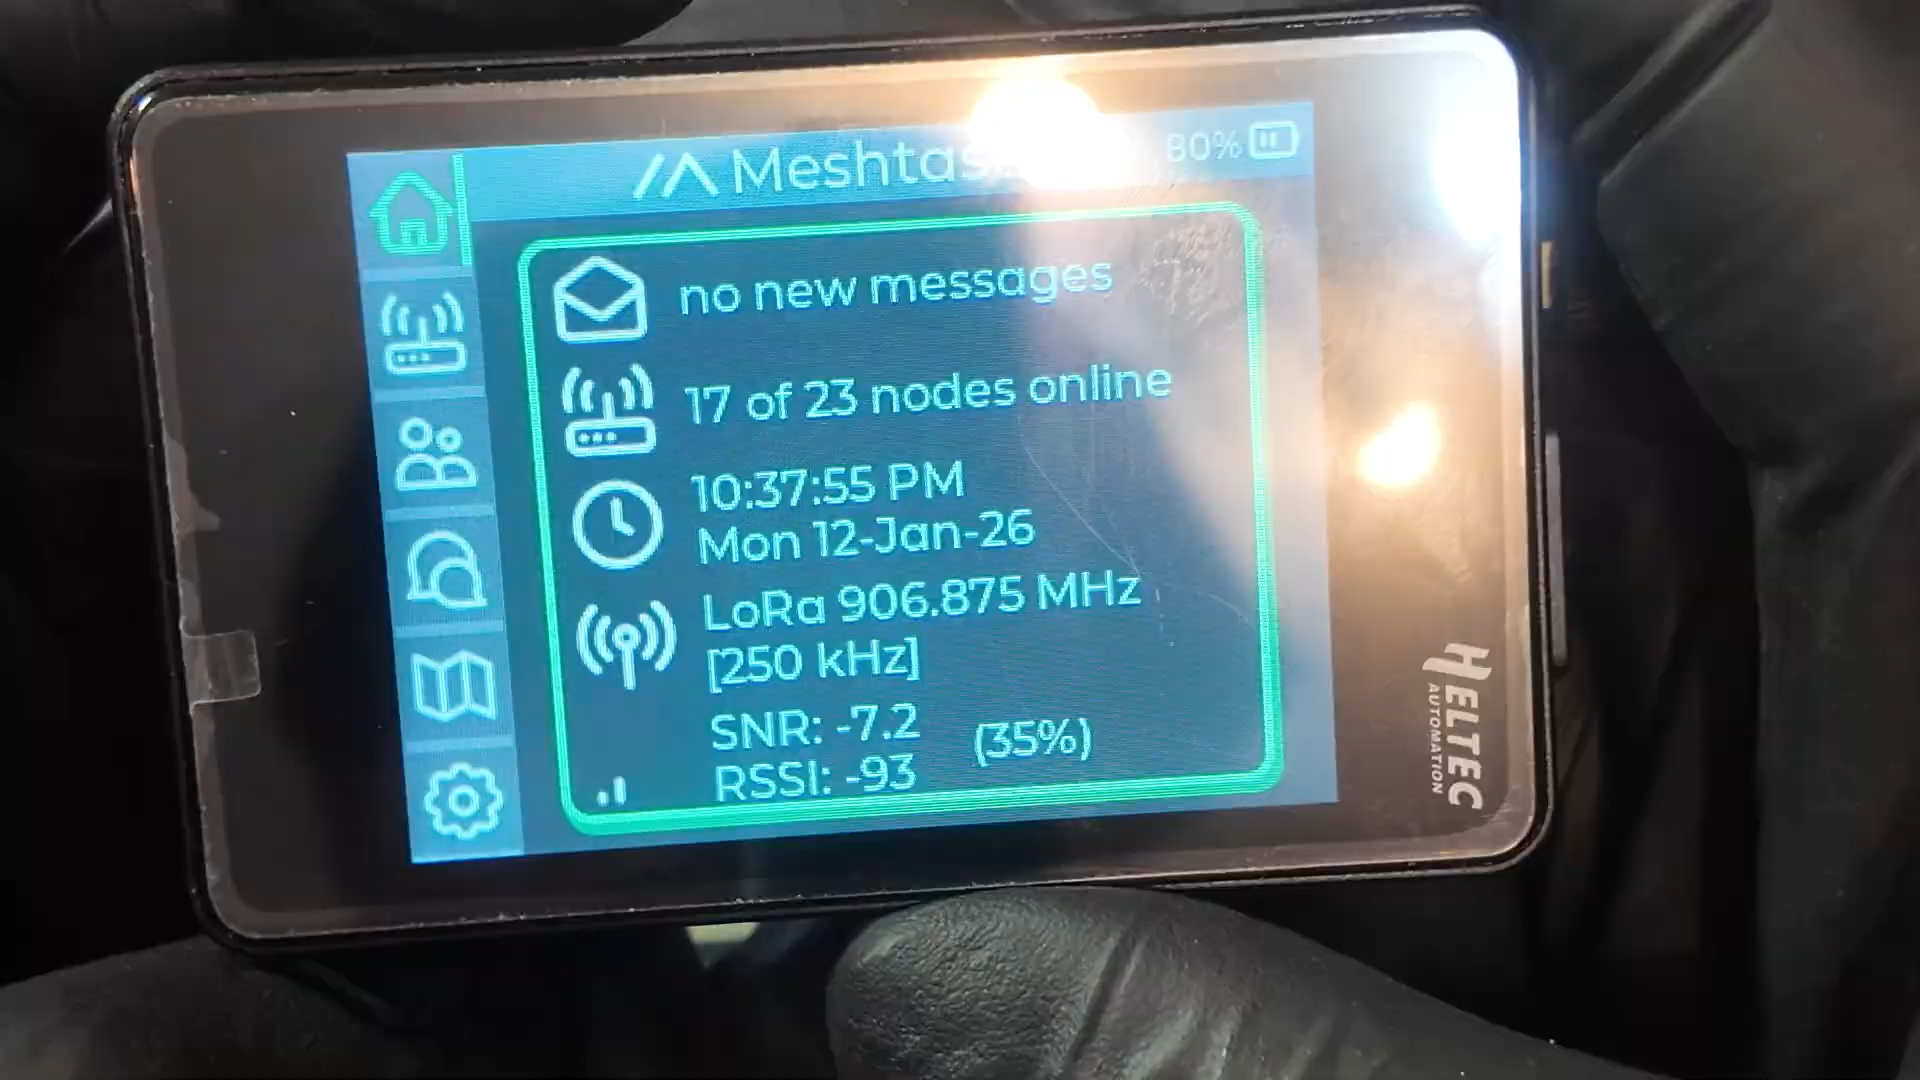 80%
no new messages
17 of 23 nodes online
10:37:55 PM
Mon 12-Jan-26
LoRa 906.875 MHz
[250 kHz]
SNR: -7.2
(35%)
RSSI: -93
HELTEC
AUTOMATION